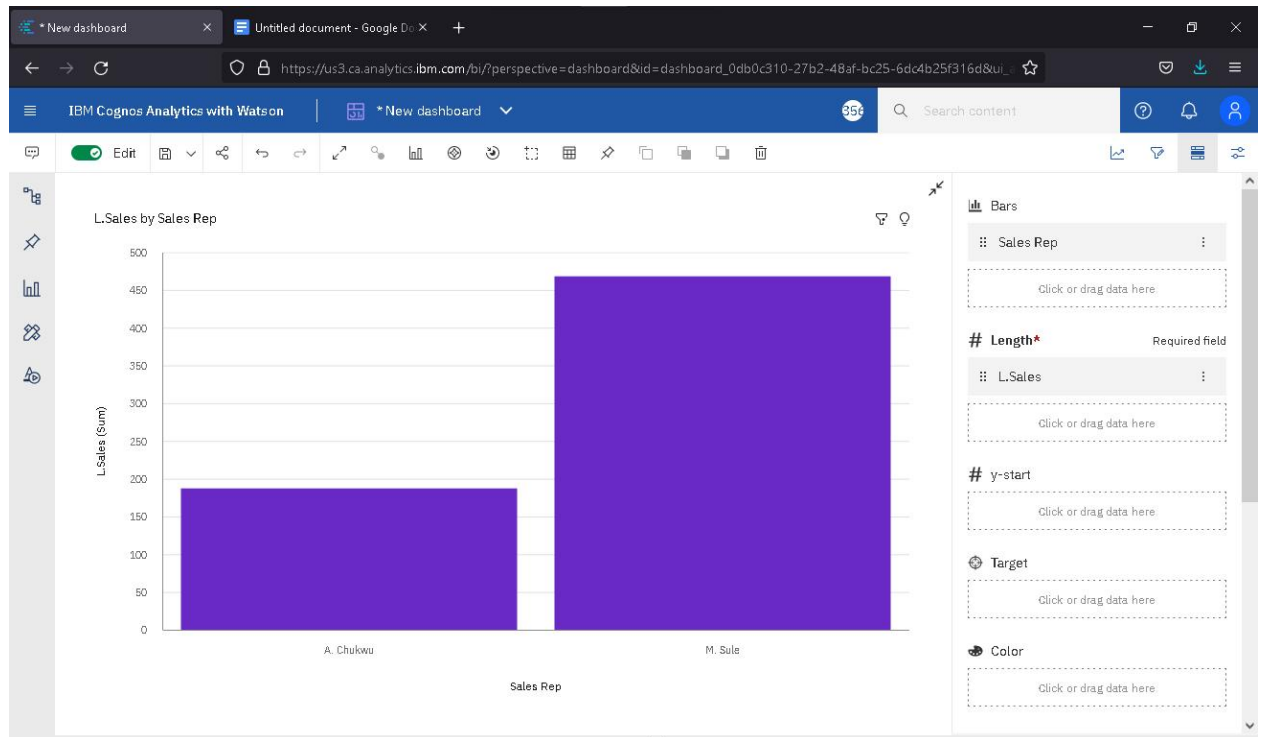 * New dashboard
Untitled document - Google Do
https://us3.ca.analytics.ibm.com/bi/?perspective=dashboard&id=dashboard_0db0c310-27b2-48af-bc25-6dc4b25f316d&ui_
IBM Cognos Analytics with Watson
* New dashboard
356
Search content
Edit
L.Sales by Sales Rep
500
450
400
350
300
250
200
150
100
50
0
L.Sales (Sum)
A. Chukwu
M. Sule
Sales Rep
Bars
Sales Rep
Click or drag data here
# Length*
Required field
L.Sales
Click or drag data here
# y-start
Click or drag data here
Target
Click or drag data here
Color
Click or drag data here